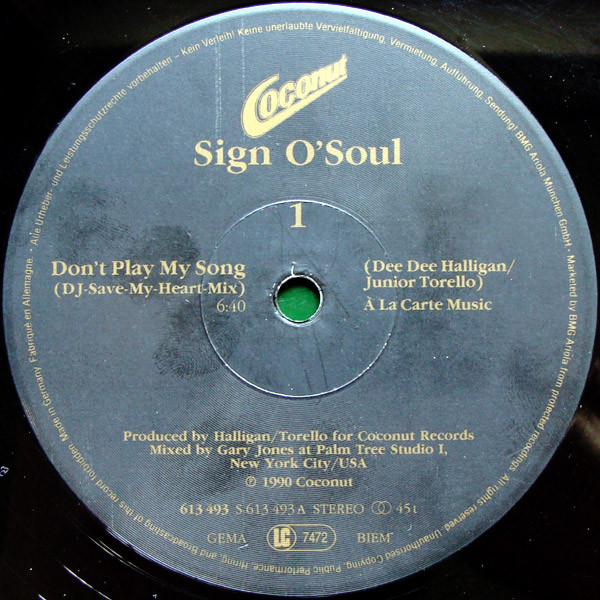 Alle Urheber- und Leistungsschutzrechte vorbehalten – Kein Verleih! Keine unerlaubte Vervielfältigung, Vermietung, Aufführung, Sendung! BMG Ariola München GmbH · Marketed by BMG Ariola from protected recordings. All rights reserved. Unauthorised Copying, Public Performance, Hiring, and Broadcasting of this record forbidden. Made in Germany. Fabriqué en Allemagne.
Coconut
Sign O'Soul
1
Don't Play My Song
(DJ-Save-My-Heart-Mix)
6:40
(Dee Dee Halligan/
Junior Torello)
À La Carte Music
Produced by Halligan/Torello for Coconut Records
Mixed by Gary Jones at Palm Tree Studio I,
New York City/USA
℗ 1990 Coconut
613 493 S 613 493 A STEREO 45 t
GEMA LC 7472 BIEM